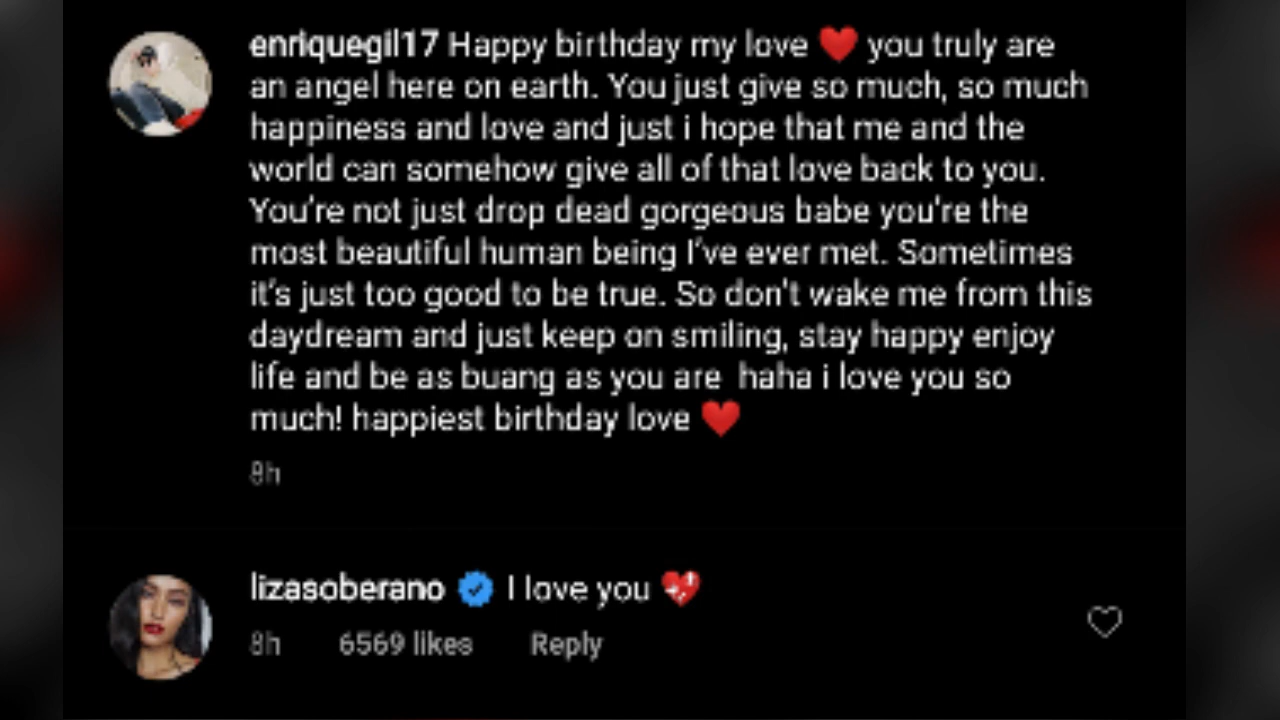 enriquegil17 Happy birthday my love ❤️ you truly are
an angel here on earth. You just give so much, so much
happiness and love and just i hope that me and the
world can somehow give all of that love back to you.
You're not just drop dead gorgeous babe you're the
most beautiful human being I've ever met. Sometimes
it's just too good to be true. So don't wake me from this
daydream and just keep on smiling, stay happy enjoy
life and be as buang as you are  haha i love you so
much! happiest birthday love ❤️
8h
lizasoberano I love you 💖
8h 6569 likes Reply